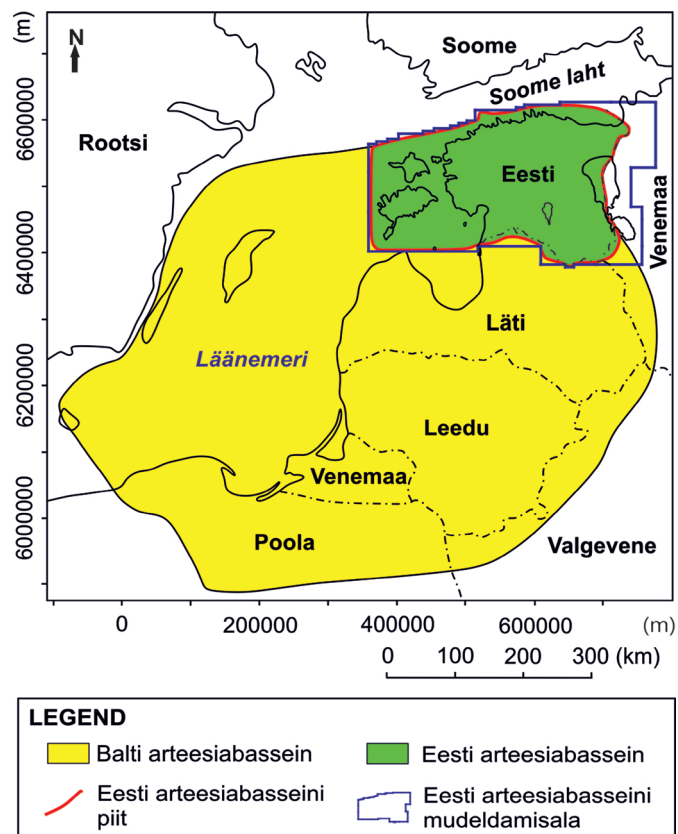 (m)
N
Soome
Soome laht
6600000
Rootsi
Eesti
Venemaa
6400000
Läti
Läänemeri
6200000
Leedu
Venemaa
6000000
Poola
Valgevene
0 200000 400000 600000 (m)
0 100 200 300 (km)
LEGEND
Balti arteesiabassein
Eesti arteesiabassein
Eesti arteesiabasseini
piit
Eesti arteesiabasseini
mudeldamisala